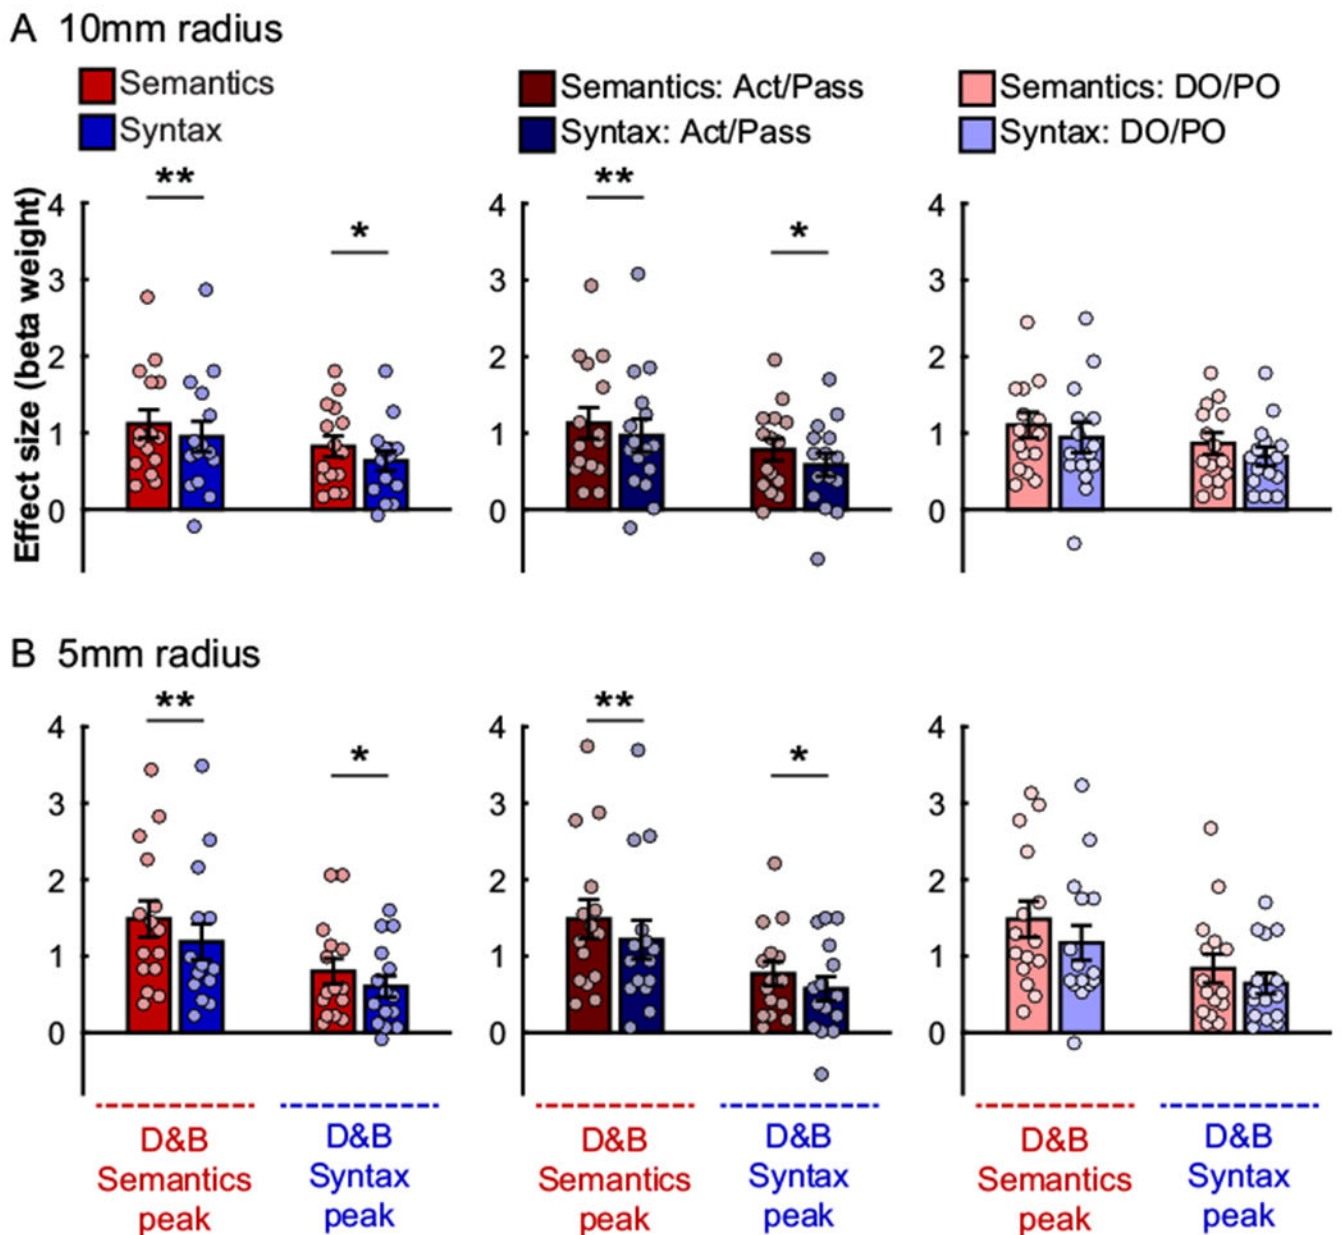 A 10mm radius
Semantics
Syntax
Semantics: Act/Pass
Syntax: Act/Pass
Semantics: DO/PO
Syntax: DO/PO
Effect size (beta weight)
** *
4
3
2
1
0
** *
4
3
2
1
0
4
3
2
1
0
B 5mm radius
** *
4
3
2
1
0
** *
4
3
2
1
0
4
3
2
1
0
D&B
Semantics
peak
D&B
Syntax
peak
D&B
Semantics
peak
D&B
Syntax
peak
D&B
Semantics
peak
D&B
Syntax
peak